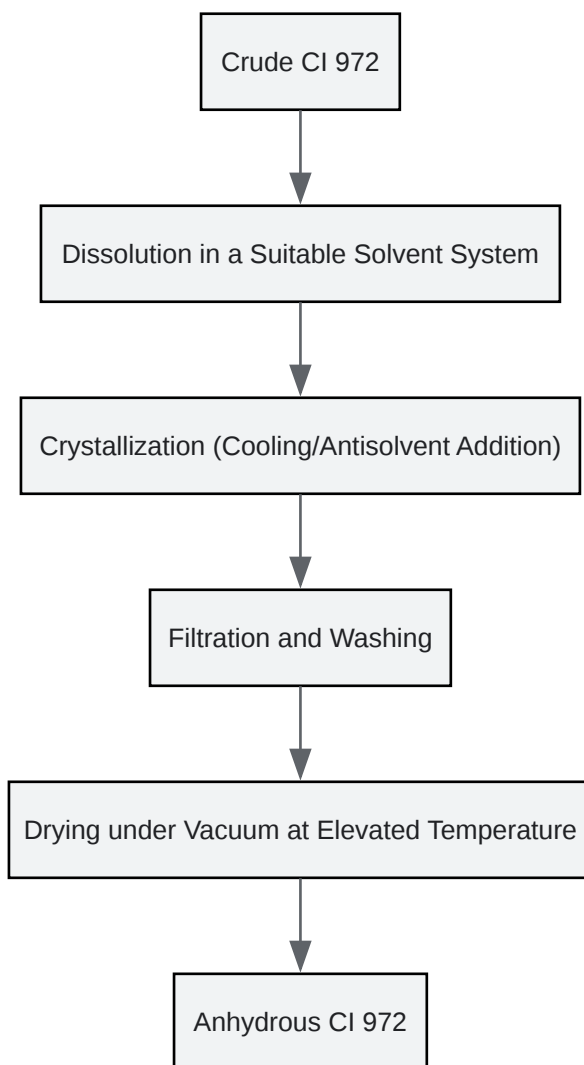 Crude CI 972
Dissolution in a Suitable Solvent System
Crystallization (Cooling/Antisolvent Addition)
Filtration and Washing
Drying under Vacuum at Elevated Temperature
Anhydrous CI 972